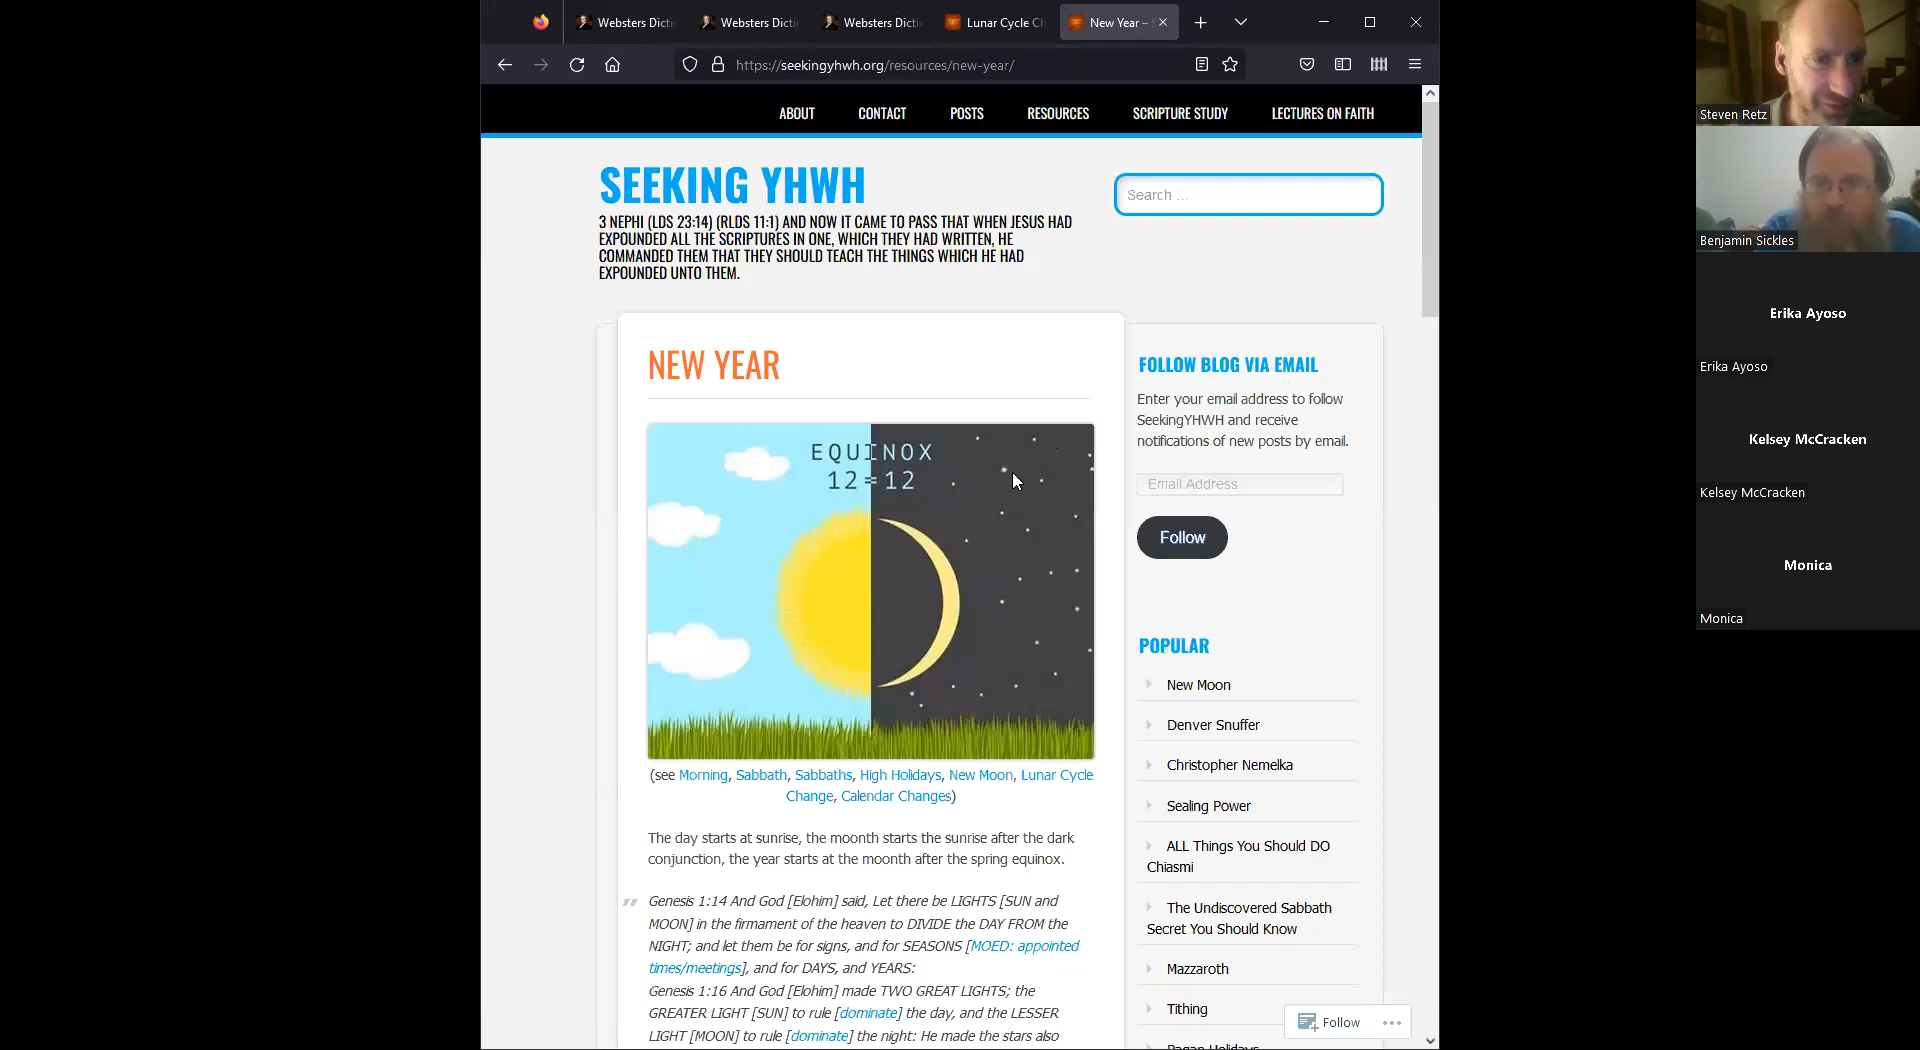 Websters Dicti
Websters Dicti
Websters Dicti
Lunar Cycle Ch
New Year –
https://seekingyhwh.org/resources/new-year/
ABOUT CONTACT POSTS RESOURCES SCRIPTURE STUDY LECTURES ON FAITH
SEEKING YHWH
3 NEPHI (LDS 23:14) (RLDS 11:1) AND NOW IT CAME TO PASS THAT WHEN JESUS HAD
EXPOUNDED ALL THE SCRIPTURES IN ONE, WHICH THEY HAD WRITTEN, HE
COMMANDED THEM THAT THEY SHOULD TEACH THE THINGS WHICH HE HAD
EXPOUNDED UNTO THEM.
Search …
NEW YEAR
EQUINOX
12=12
(see Morning, Sabbath, Sabbaths, High Holidays, New Moon, Lunar Cycle
Change, Calendar Changes)
The day starts at sunrise, the moonth starts the sunrise after the dark
conjunction, the year starts at the moonth after the spring equinox.
Genesis 1:14 And God [Elohim] said, Let there be LIGHTS [SUN and
MOON] in the firmament of the heaven to DIVIDE the DAY FROM the
NIGHT; and let them be for signs, and for SEASONS [MOED: appointed
times/meetings], and for DAYS, and YEARS:
Genesis 1:16 And God [Elohim] made TWO GREAT LIGHTS; the
GREATER LIGHT [SUN] to rule [dominate] the day, and the LESSER
LIGHT [MOON] to rule [dominate] the night: He made the stars also
FOLLOW BLOG VIA EMAIL
Enter your email address to follow
SeekingYHWH and receive
notifications of new posts by email.
Email Address
Follow
POPULAR
New Moon
Denver Snuffer
Christopher Nemelka
Sealing Power
ALL Things You Should DO
Chiasmi
The Undiscovered Sabbath
Secret You Should Know
Mazzaroth
Tithing
Pagan Holidays
Follow
Steven Retz
Benjamin Sickles
Erika Ayoso
Erika Ayoso
Kelsey McCracken
Kelsey McCracken
Monica
Monica